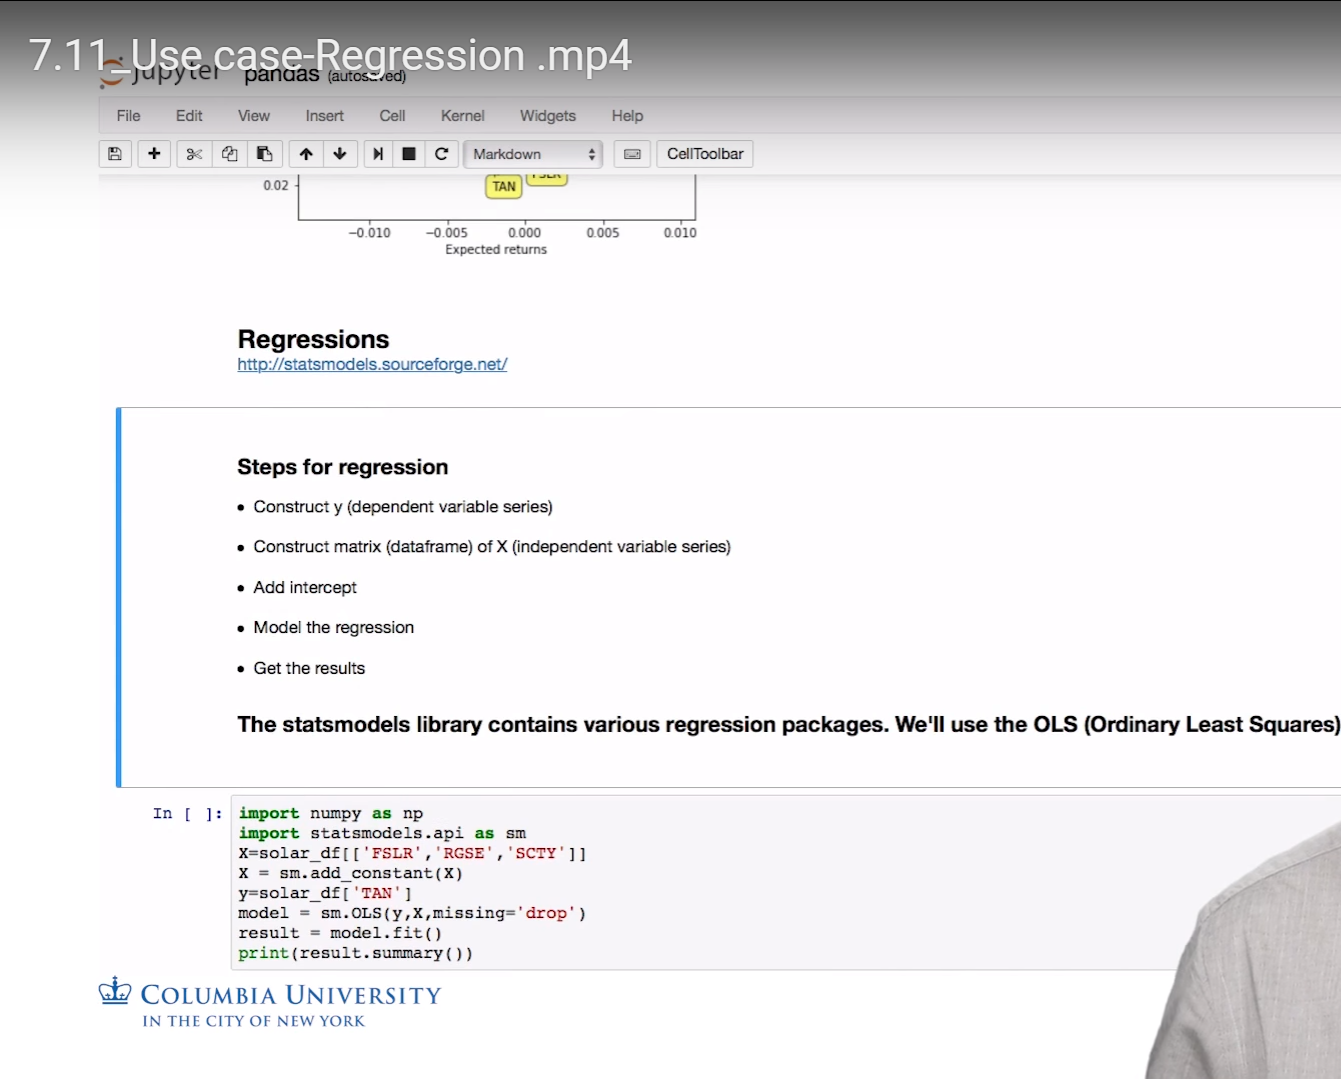 7.11_Use case-Regression .mp4
jupyter pandas (autosaved)
File Edit View Insert Cell Kernel Widgets Help
Markdown CellToolbar
0.02
TAN FSLR
−0.010 −0.005 0.000 0.005 0.010
Expected returns
Regressions
http://statsmodels.sourceforge.net/
Steps for regression
• Construct y (dependent variable series)
• Construct matrix (dataframe) of X (independent variable series)
• Add intercept
• Model the regression
• Get the results
The statsmodels library contains various regression packages. We'll use the OLS (Ordinary Least Squares)
In [ ]: import numpy as np
import statsmodels.api as sm
X=solar_df[['FSLR','RGSE','SCTY']]
X = sm.add_constant(X)
y=solar_df['TAN']
model = sm.OLS(y,X,missing='drop')
result = model.fit()
print(result.summary())
COLUMBIA UNIVERSITY
IN THE CITY OF NEW YORK